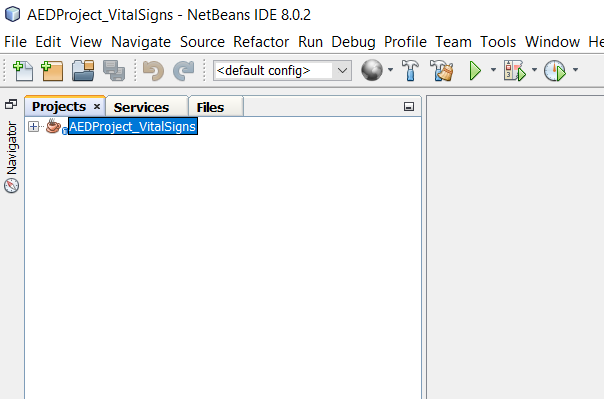 AEDProject_VitalSigns - NetBeans IDE 8.0.2
File Edit View Navigate Source Refactor Run Debug Profile Team Tools Window He
<default config>
Projects × Services Files
Navigator
AEDProject_VitalSigns